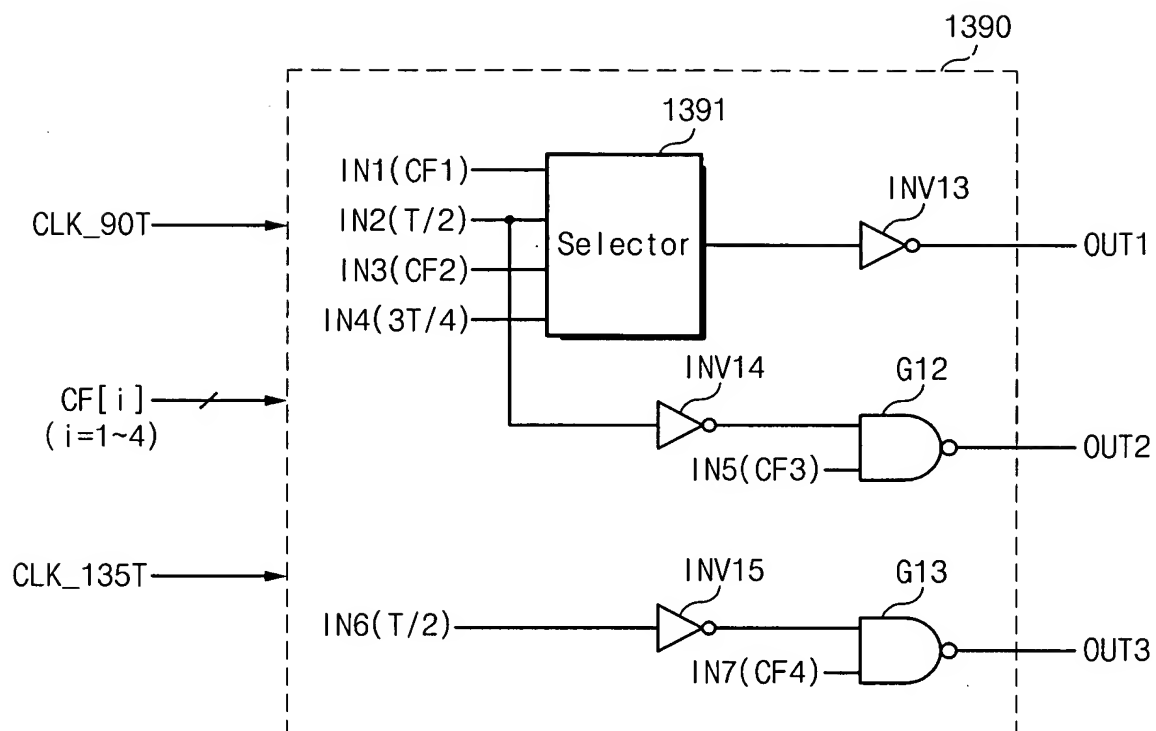 1390
1391
IN1(CF1)
INV13
CLK_90T
IN2(T/2)
Selector
OUT1
IN3(CF2)
IN4(3T/4)
INV14
G12
CF[i]
(i=1~4)
OUT2
IN5(CF3)
CLK_135T
INV15
G13
IN6(T/2)
OUT3
IN7(CF4)